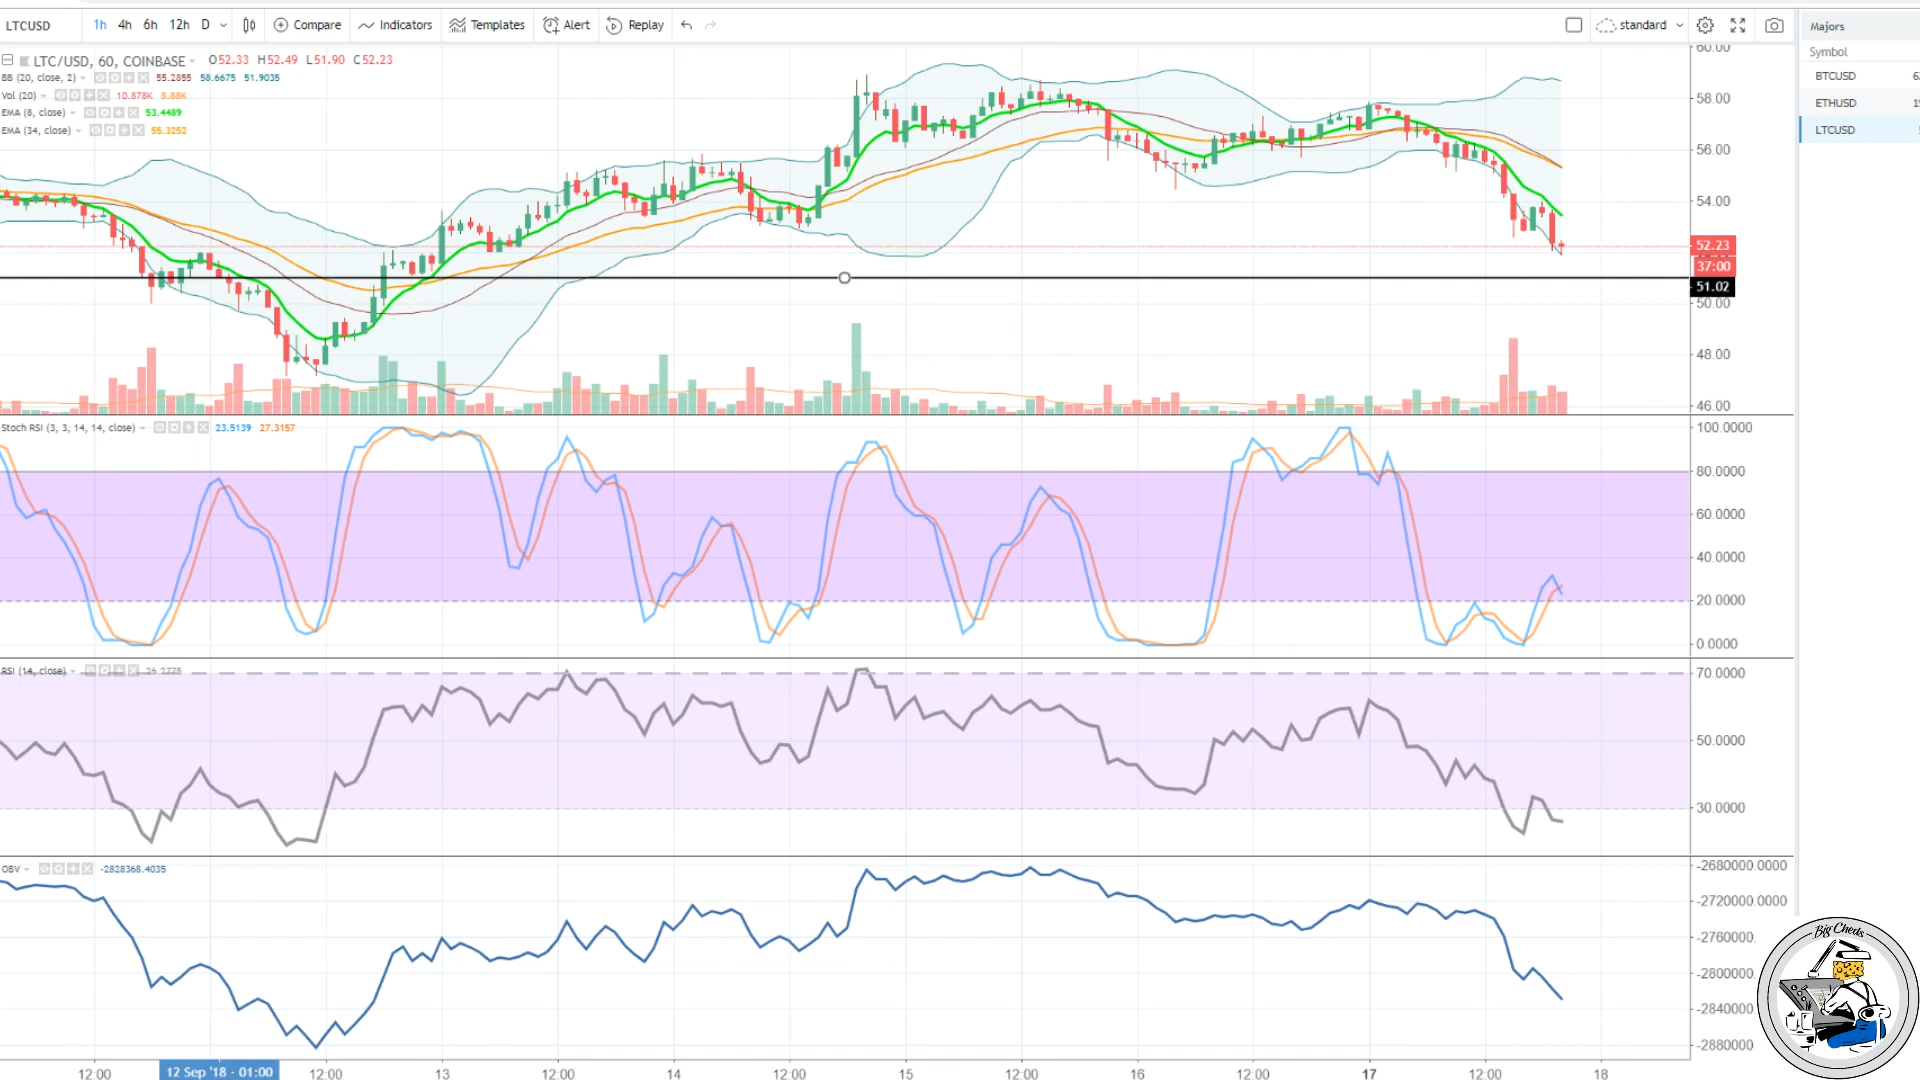 LTCUSD 1h 4h 6h 12h D Compare Indicators Templates Alert Replay standard
LTC/USD, 60, COINBASE O52.33 H52.49 L51.90 C52.23
BB (20, close, 2) 55.2855 58.6675 51.9035
Vol (20) 10.878K 8.88K
EMA (8, close) 53.4489
EMA (34, close) 55.3252
60.00
58.00
56.00
54.00
52.23
37:00
51.02
50.00
48.00
46.00
Stoch RSI (3, 3, 14, 14, close) 23.5139 27.3157
100.0000
80.0000
60.0000
40.0000
20.0000
0.0000
RSI (14, close) 26.2775
70.0000
50.0000
30.0000
OBV -2828368.4035
-2680000.0000
-2720000.0000
-2760000.
-2800000.
-2840000.
-2880000.
12:00 12 Sep '18 - 01:00 12:00 13 12:00 14 12:00 15 12:00 16 12:00 17 12:00 18
Majors
Symbol
BTCUSD
ETHUSD
LTCUSD
Big Cheds